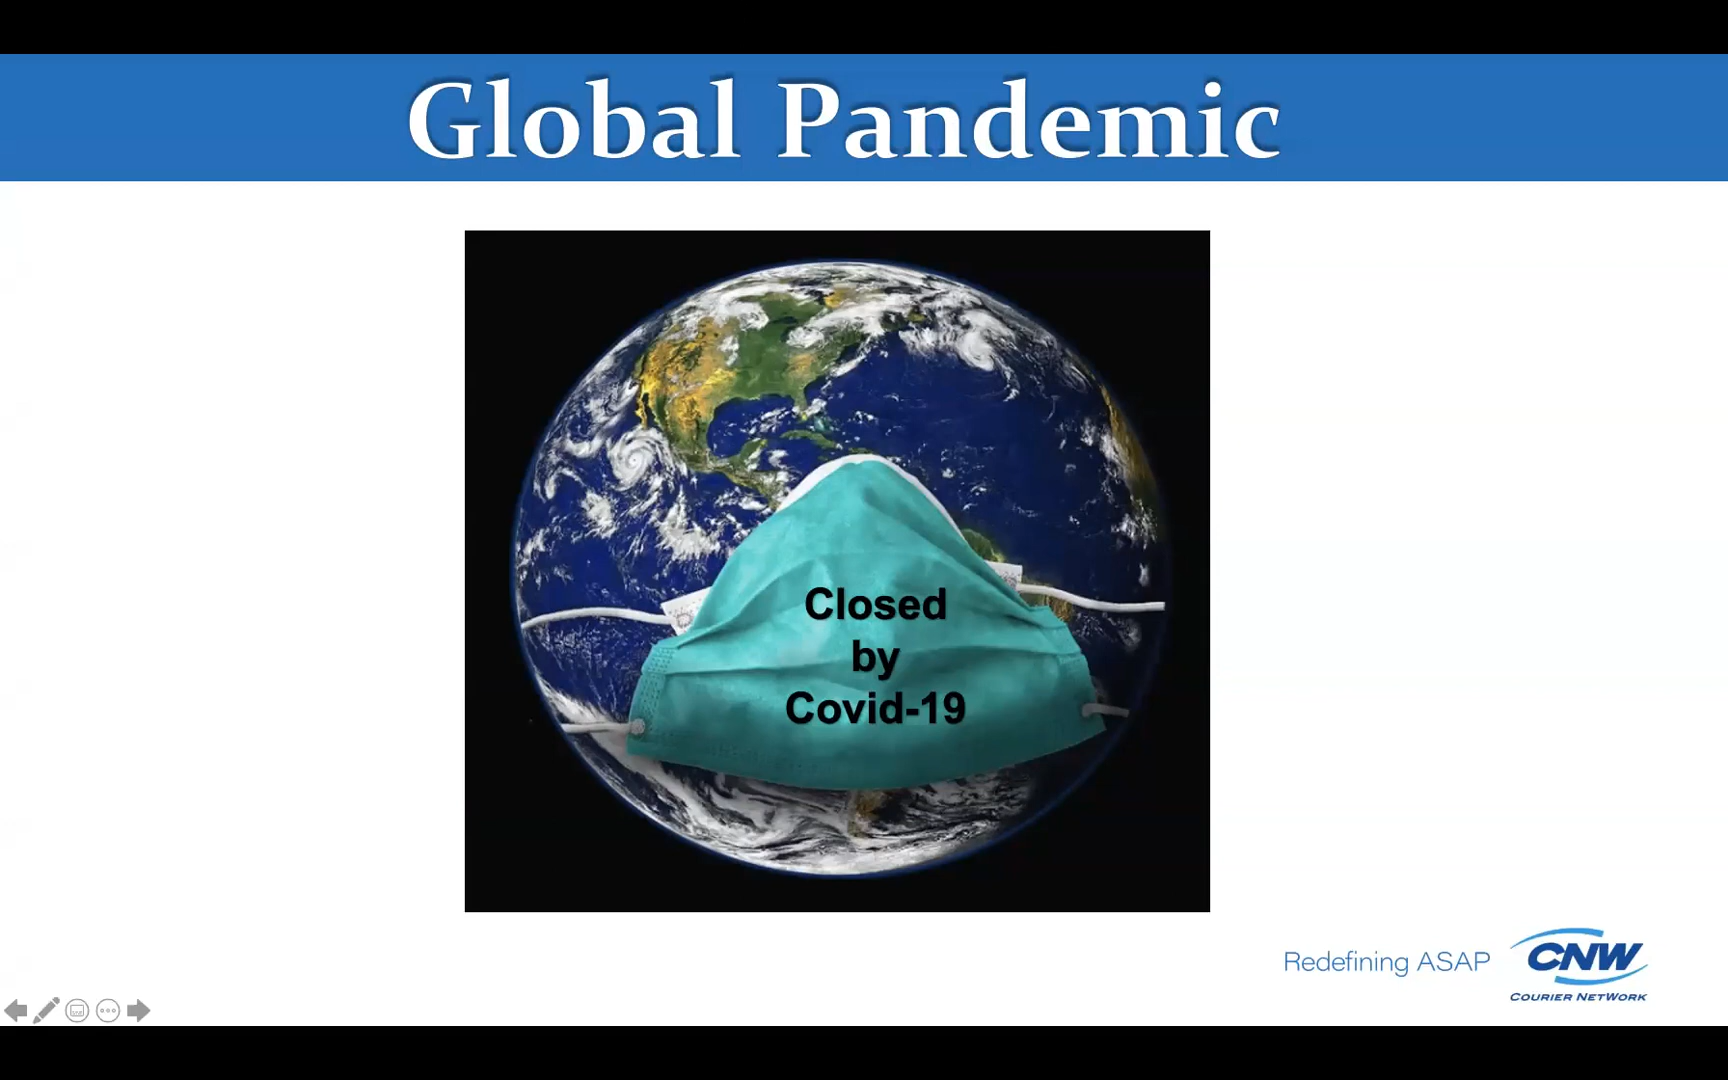 Global Pandemic
Closed
by
Covid-19
Redefining ASAP
CNW
COURIER NETWORK